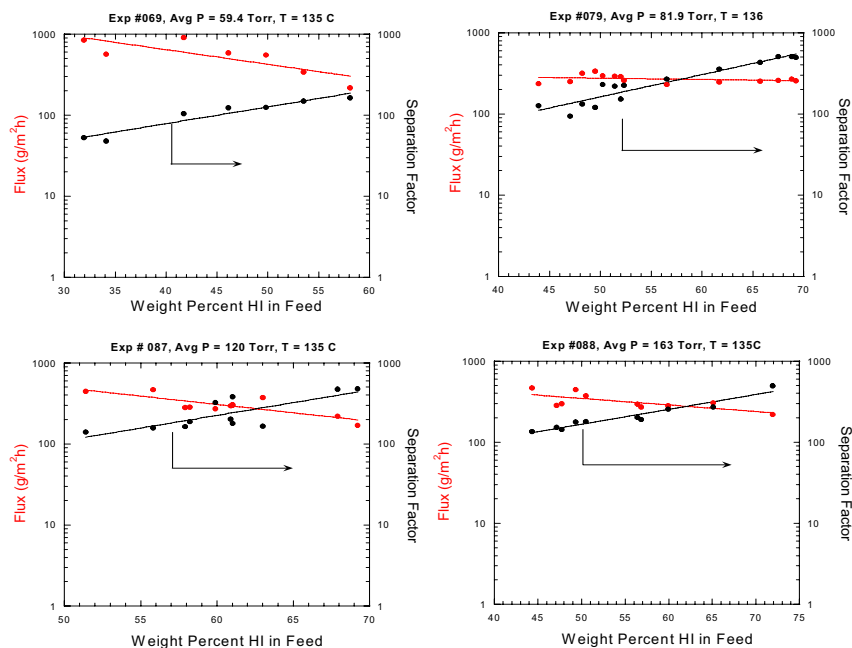 Exp #069, Avg P = 59.4 Torr, T = 135 C
1000
100
10
1
Flux (g/m²h)
1000
100
10
1
Separation Factor
30 35 40 45 50 55 60
Weight Percent HI in Feed
Exp #079, Avg P = 81.9 Torr, T = 136
1000
100
10
1
Flux (g/m²h)
1000
100
10
1
Separation Factor
40 45 50 55 60 65 70
Weight Percent HI in Feed
Exp # 087, Avg P = 120 Torr, T = 135 C
1000
100
10
1
Flux (g/m²h)
1000
100
10
1
Separation Factor
50 55 60 65 70
Weight Percent HI in Feed
Exp #088, Avg P = 163 Torr, T = 135C
1000
100
10
1
Flux (g/m²h)
1000
100
10
1
Separation Factor
40 45 50 55 60 65 70 75
Weight Percent HI in Feed